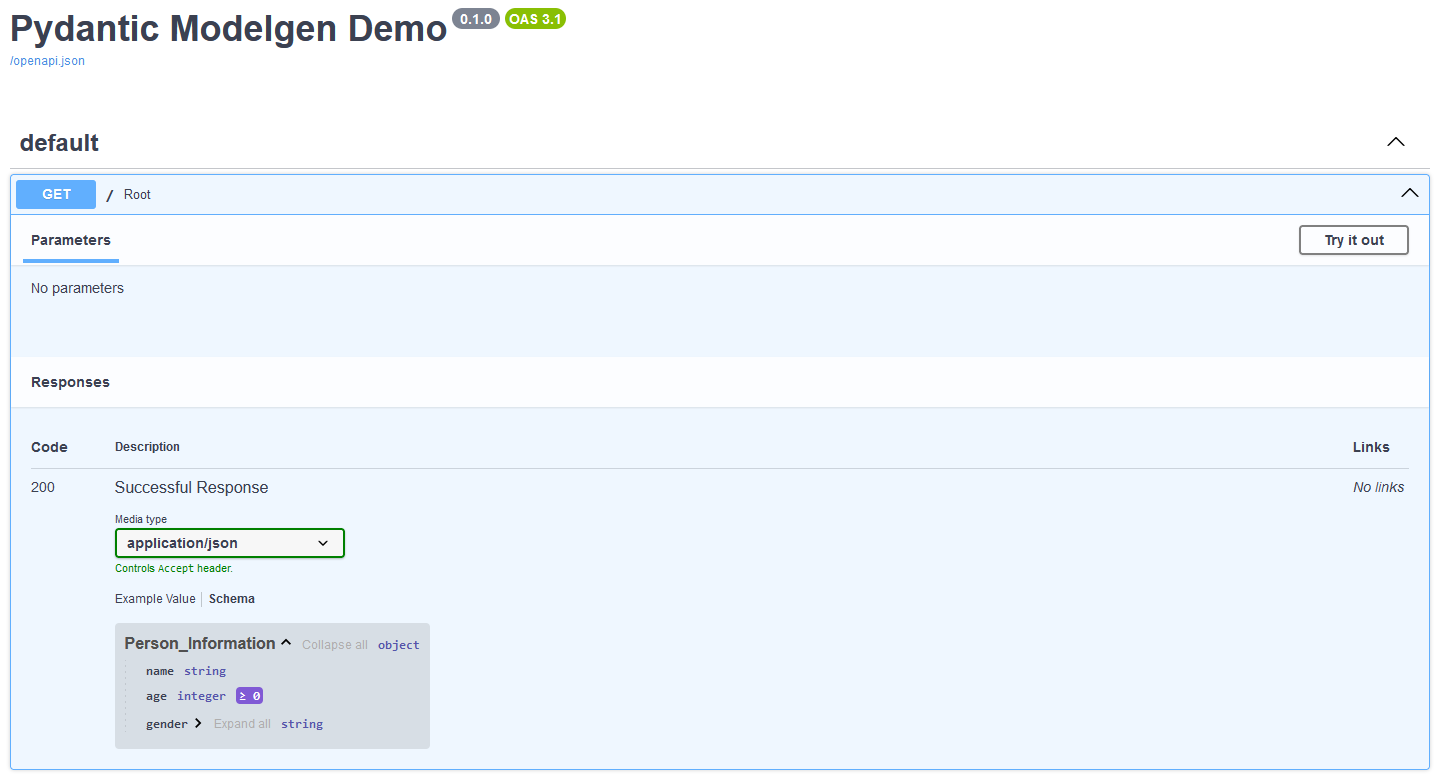 Pydantic Modelgen Demo 0.1.0 OAS 3.1
/openapi.json
default
GET / Root
Parameters Try it out
No parameters
Responses
Code Description Links
200 Successful Response No links
Media type
application/json
Controls Accept header.
Example Value Schema
Person_Information Collapse all object
name string
age integer ≥ 0
gender Expand all string